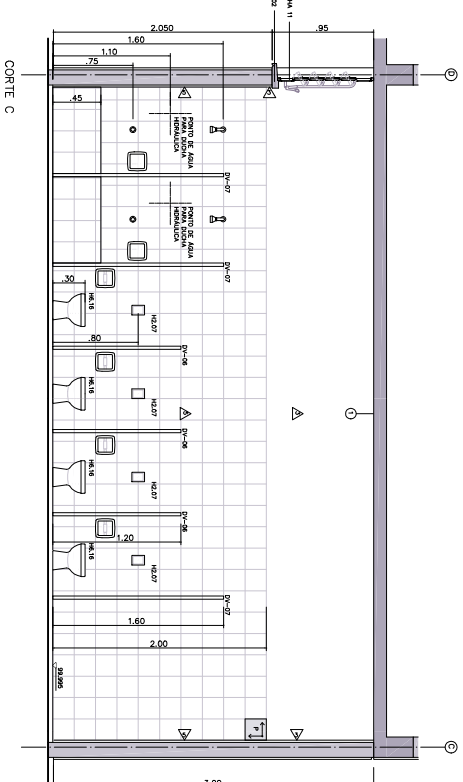 CORTE C
2.050
.95
1.60
1.10
.75
.45
HA 11
02
D
PONTO DE ÁGUA
PARA DUCHA
HIDRÁULICA
DV-07
PONTO DE ÁGUA
PARA DUCHA
HIDRÁULICA
DV-07
.30
H6.16
H2.07
.80
DV-06
H6.16
H2.07
1
DV-06
H6.16
H2.07
DV-06
1.20
H6.16
H2.07
DV-07
1.60
2.00
99,995
P
C